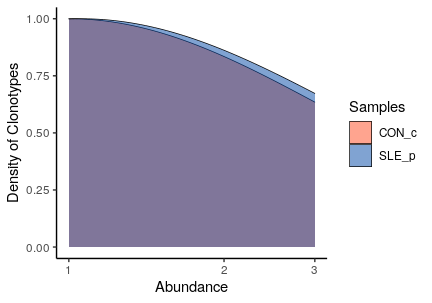 1.00
0.75
0.50
0.25
0.00
Density of Clonotypes
1
2
3
Abundance
Samples
CON_c
SLE_p